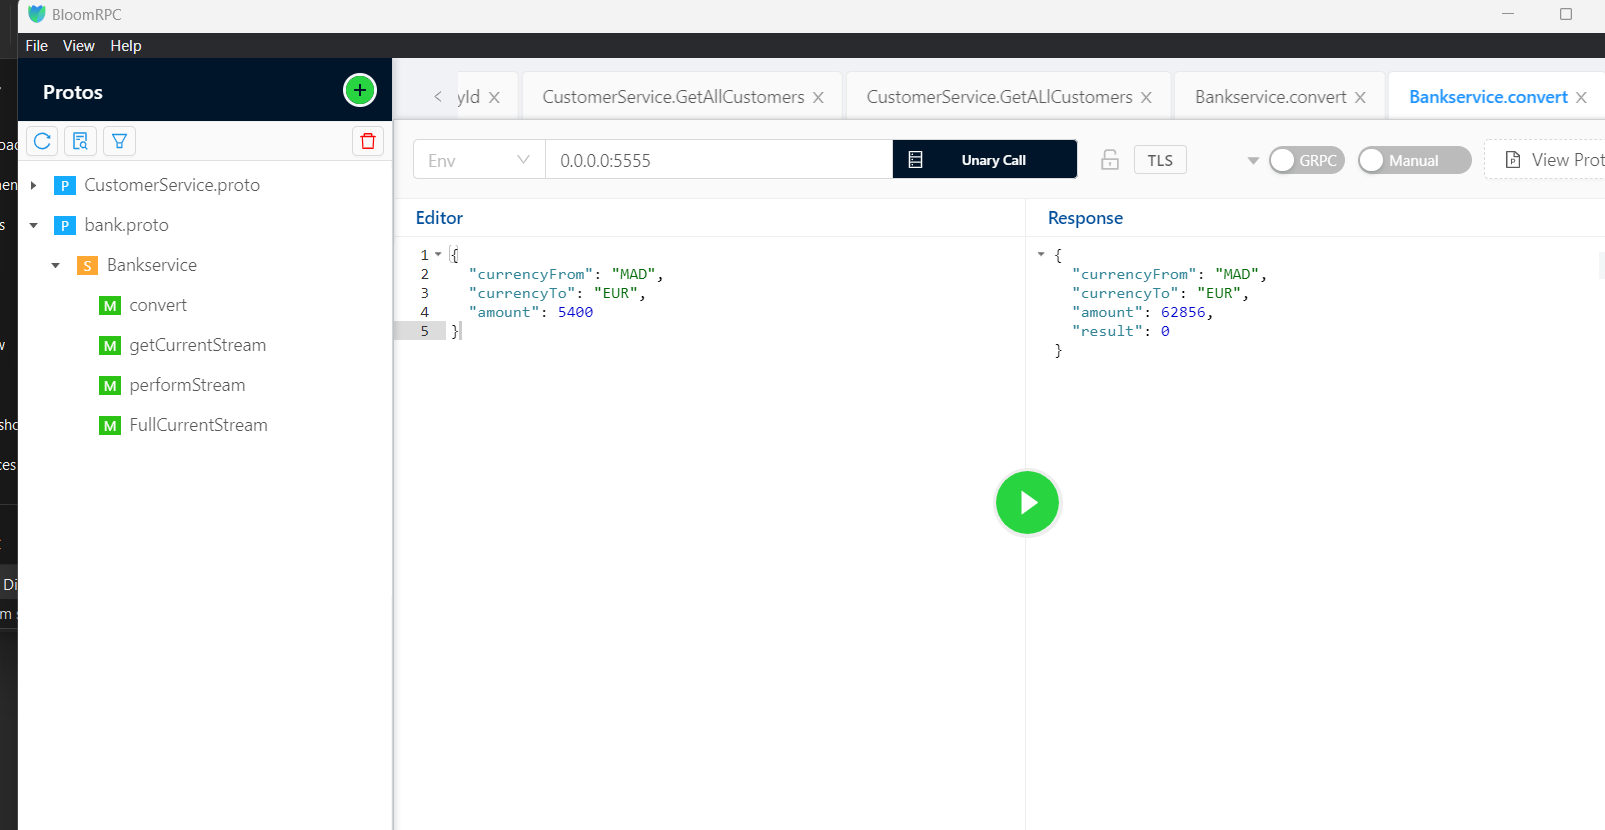 BloomRPC
File View Help
Protos
yId
CustomerService.GetAllCustomers
CustomerService.GetALlCustomers
Bankservice.convert
Bankservice.convert
Env
0.0.0.0:5555
Unary Call
TLS
GRPC
Manual
View Prot
P CustomerService.proto
P bank.proto
S Bankservice
M convert
M getCurrentStream
M performStream
M FullCurrentStream
Editor
1 {
2 "currencyFrom": "MAD",
3 "currencyTo": "EUR",
4 "amount": 5400
5 }
Response
{
"currencyFrom": "MAD",
"currencyTo": "EUR",
"amount": 62856,
"result": 0
}